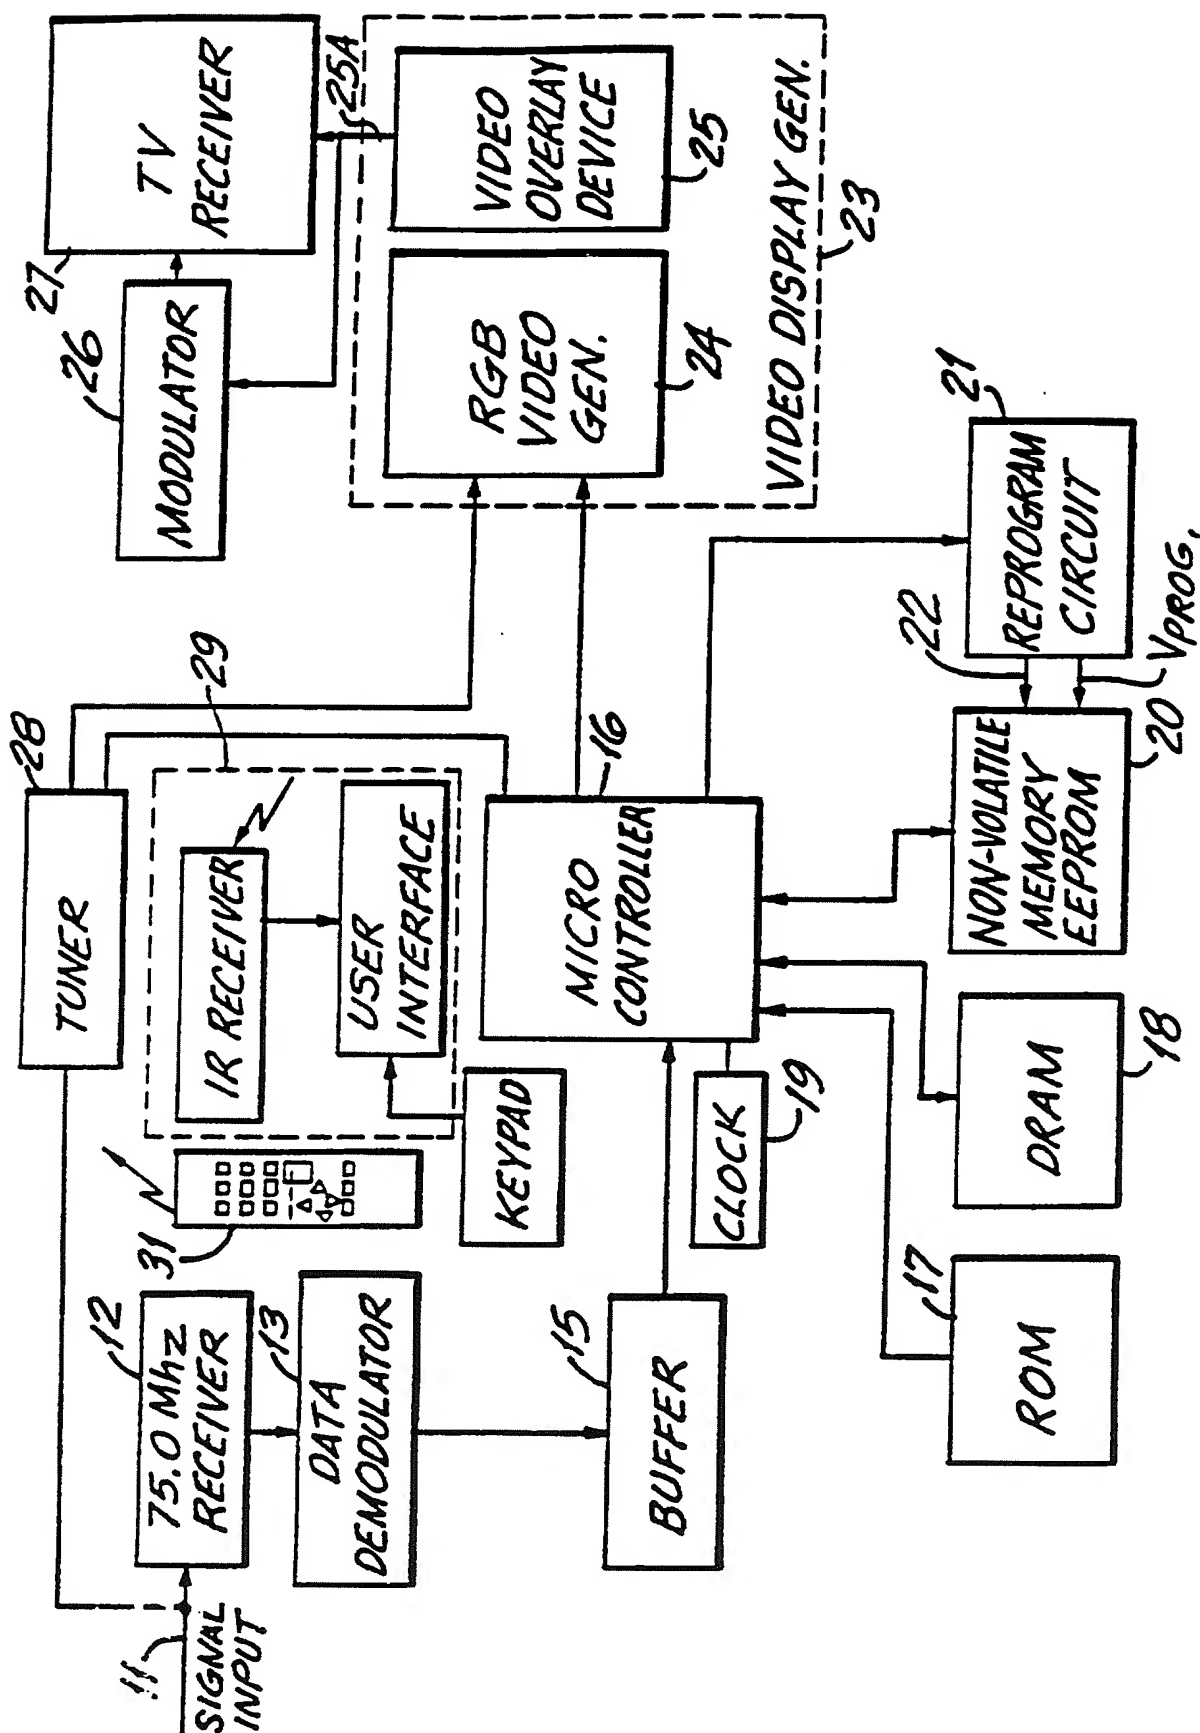 11
SIGNAL
INPUT
12
75.0 Mhz
RECEIVER
13
DATA
DEMODULATOR
15
BUFFER
28
TUNER
31
29
IR RECEIVER
USER
INTERFACE
KEYPAD
16
MICRO
CONTROLLER
CLOCK
19
17
ROM
DRAM
18
NON-VOLATILE
MEMORY
EEPROM
20
21
REPROGRAM
CIRCUIT
22
VPROG.
26
MODULATOR
27
TV
RECEIVER
25A
RGB
VIDEO
GEN.
24
VIDEO
OVERLAY
DEVICE
25
VIDEO DISPLAY GEN.
23